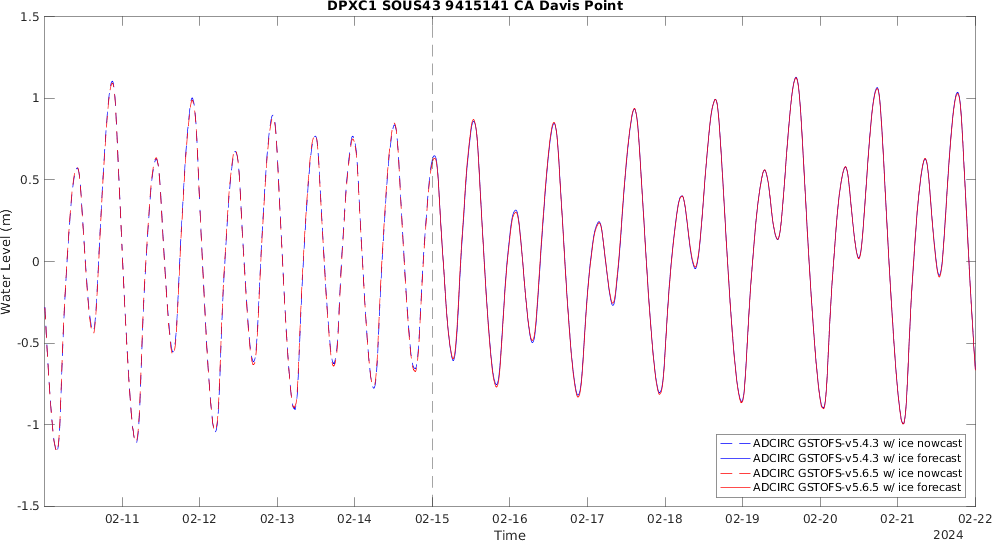 DPXC1 SOUS43 9415141 CA Davis Point
1.5
1
0.5
0
-0.5
-1
-1.5
Water Level (m)
02-11 02-12 02-13 02-14 02-15 02-16 02-17 02-18 02-19 02-20 02-21 02-22
Time
2024
ADCIRC GSTOFS-v5.4.3 w/ ice nowcast
ADCIRC GSTOFS-v5.4.3 w/ ice forecast
ADCIRC GSTOFS-v5.6.5 w/ ice nowcast
ADCIRC GSTOFS-v5.6.5 w/ ice forecast